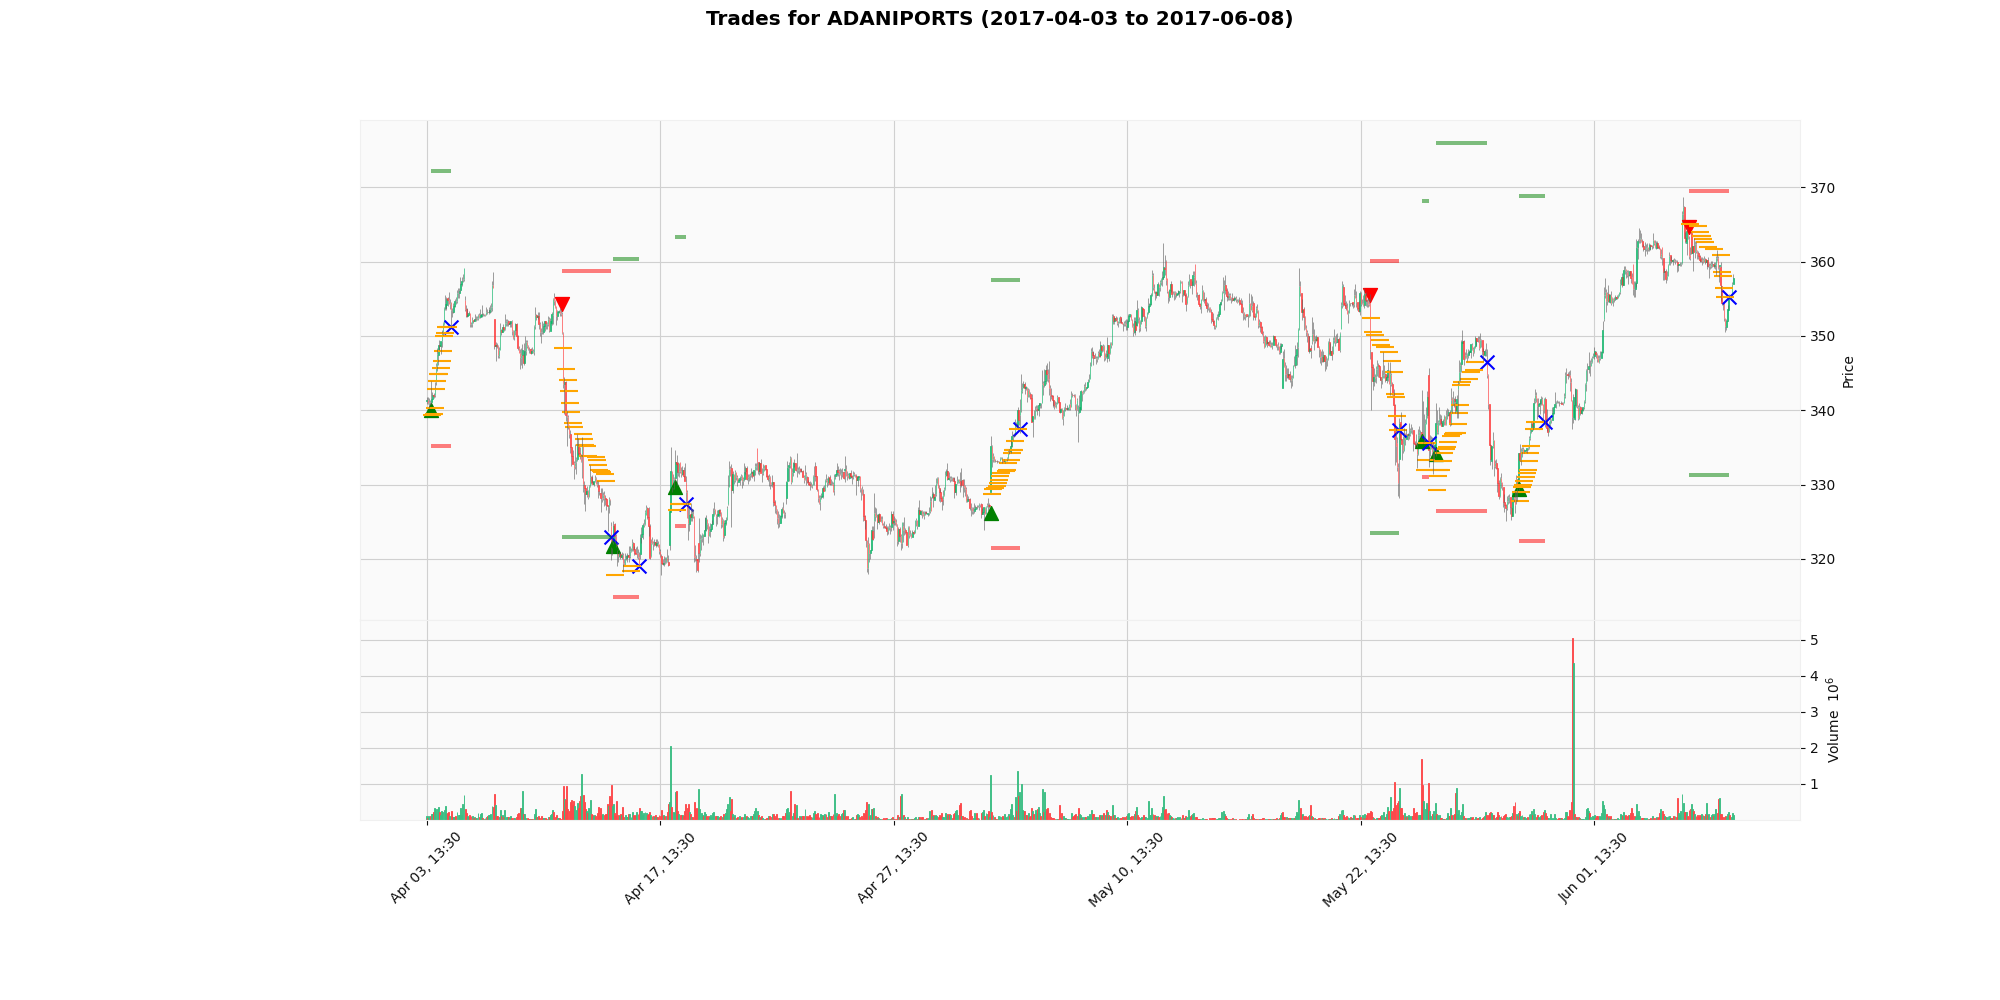 Trades for ADANIPORTS (2017-04-03 to 2017-06-08)
370
360
350
340
330
320
Price
5
4
3
2
1
Volume 10^6
Apr 03, 13:30
Apr 17, 13:30
Apr 27, 13:30
May 10, 13:30
May 22, 13:30
Jun 01, 13:30